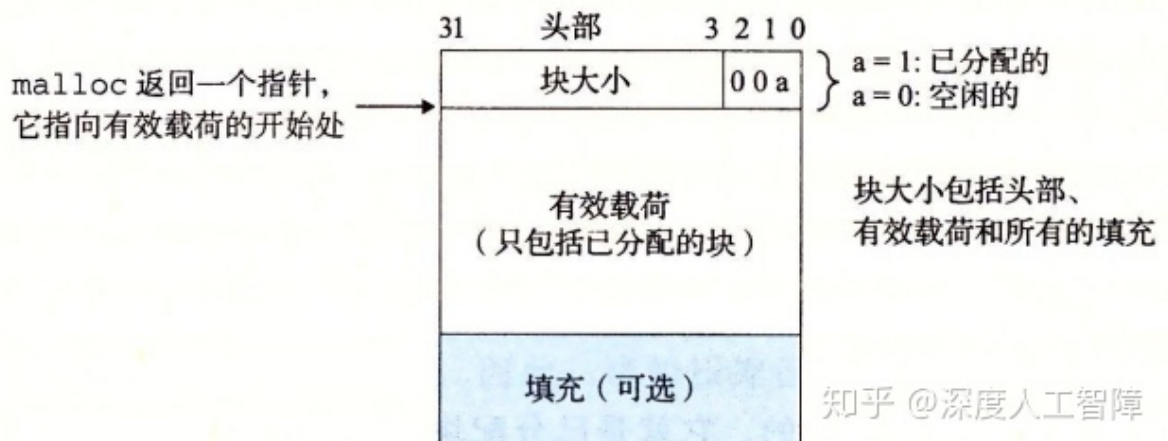 31 头部 3 2 1 0
块大小 0 0 a
a = 1: 已分配的
a = 0: 空闲的
malloc 返回一个指针，
它指向有效载荷的开始处
有效载荷
（只包括已分配的块）
块大小包括头部、
有效载荷和所有的填充
填充（可选）
知乎 @深度人工智障